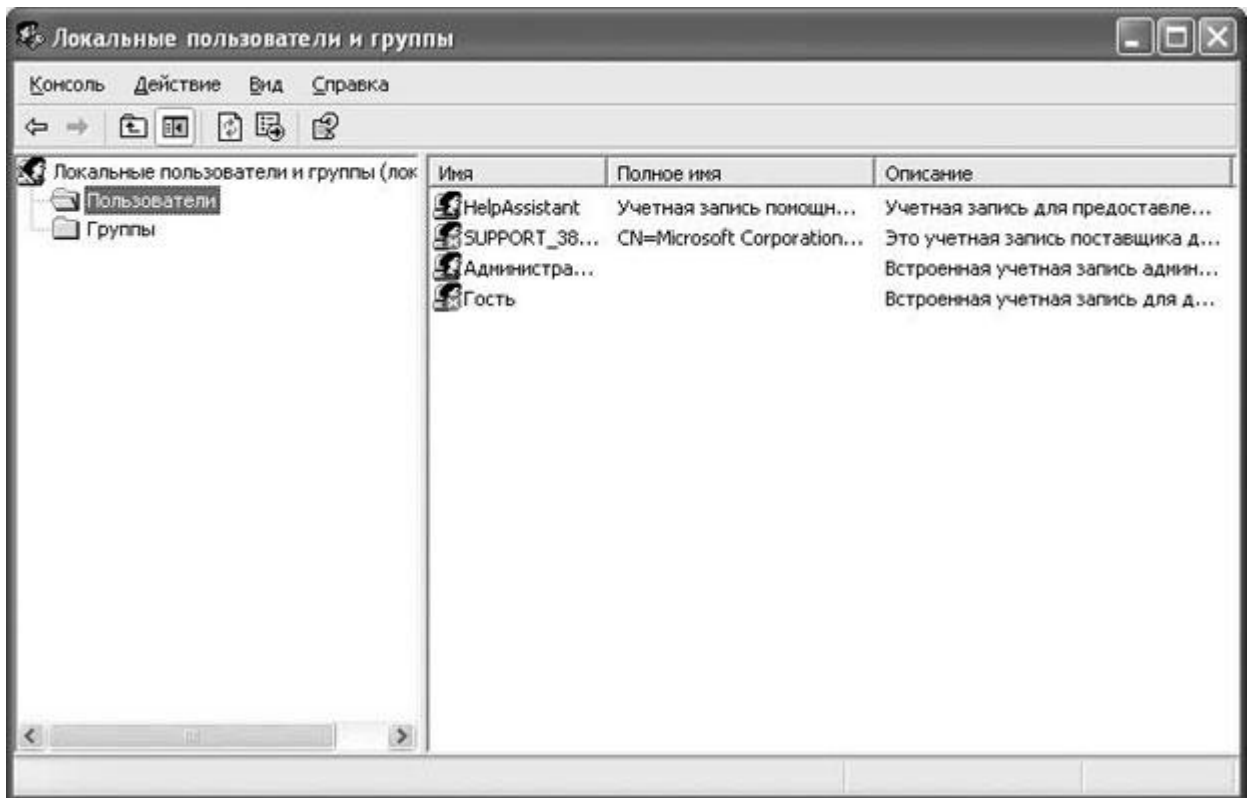 Локальные пользователи и группы
Консоль Действие Вид Справка
Локальные пользователи и группы (лок
Пользователи
Группы
Имя Полное имя Описание
HelpAssistant Учетная запись помощн... Учетная запись для предоставле...
SUPPORT_38... CN=Microsoft Corporation... Это учетная запись поставщика д...
Администра... Встроенная учетная запись админ...
Гость Встроенная учетная запись для д...